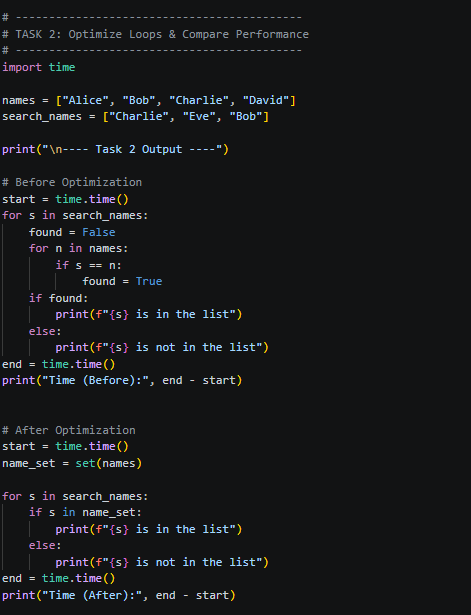 # ------------------------------------------
# TASK 2: Optimize Loops & Compare Performance
# ------------------------------------------
import time

names = ["Alice", "Bob", "Charlie", "David"]
search_names = ["Charlie", "Eve", "Bob"]

print("\n---- Task 2 Output ----")

# Before Optimization
start = time.time()
for s in search_names:
    found = False
    for n in names:
        if s == n:
            found = True
    if found:
        print(f"{s} is in the list")
    else:
        print(f"{s} is not in the list")
end = time.time()
print("Time (Before):", end - start)


# After Optimization
start = time.time()
name_set = set(names)

for s in search_names:
    if s in name_set:
        print(f"{s} is in the list")
    else:
        print(f"{s} is not in the list")
end = time.time()
print("Time (After):", end - start)